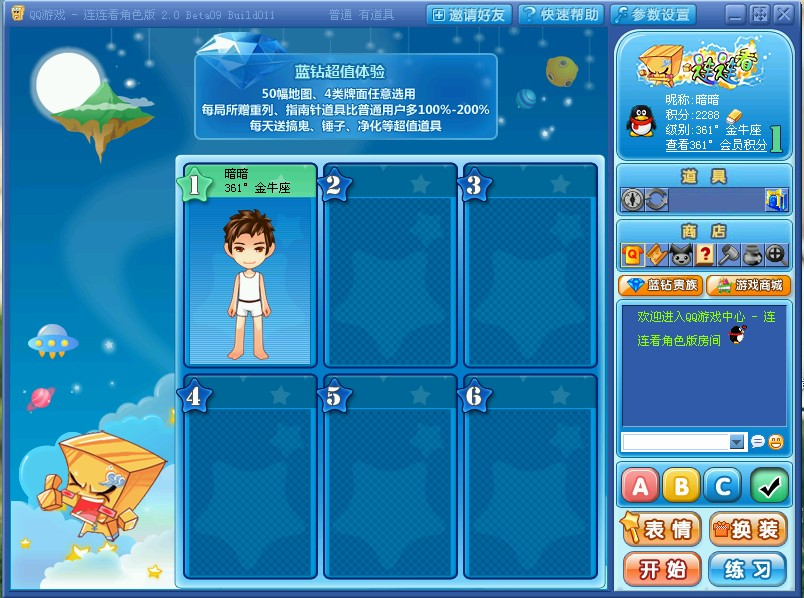 QQ游戏 - 连连看角色版 2.0 Beta09 Build011
普通 有道具
邀请好友
快速帮助
参数设置
蓝钻超值体验
50幅地图、4类牌面任意选用
每局所赠重列、指南针道具比普通用户多100%-200%
每天送搞鬼、锤子、净化等超值道具
连连看
昵称:暗暗
积分:2288
级别:361° 金牛座
查看361° 会员积分
1
道 具
商 店
蓝钻贵族
游戏商城
1
暗暗
361° 金牛座
2
3
4
5
6
欢迎进入QQ游戏中心 - 连
连看角色版房间
A
B
C
表情
换装
开始
练习